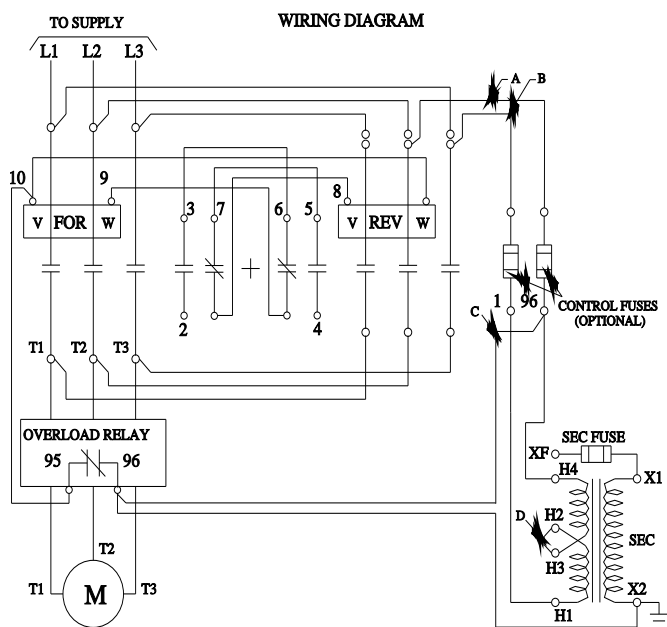 WIRING DIAGRAM
TO SUPPLY
L1 L2 L3
A B
10 9 8
V FOR W
3 7 6 5
V REV W
2 4
1 96
C
CONTROL FUSES
(OPTIONAL)
T1 T2 T3
OVERLOAD RELAY
95 96
SEC FUSE
XF
H4 X1
D H2
SEC
H3
T2
T1 M T3
X2
H1